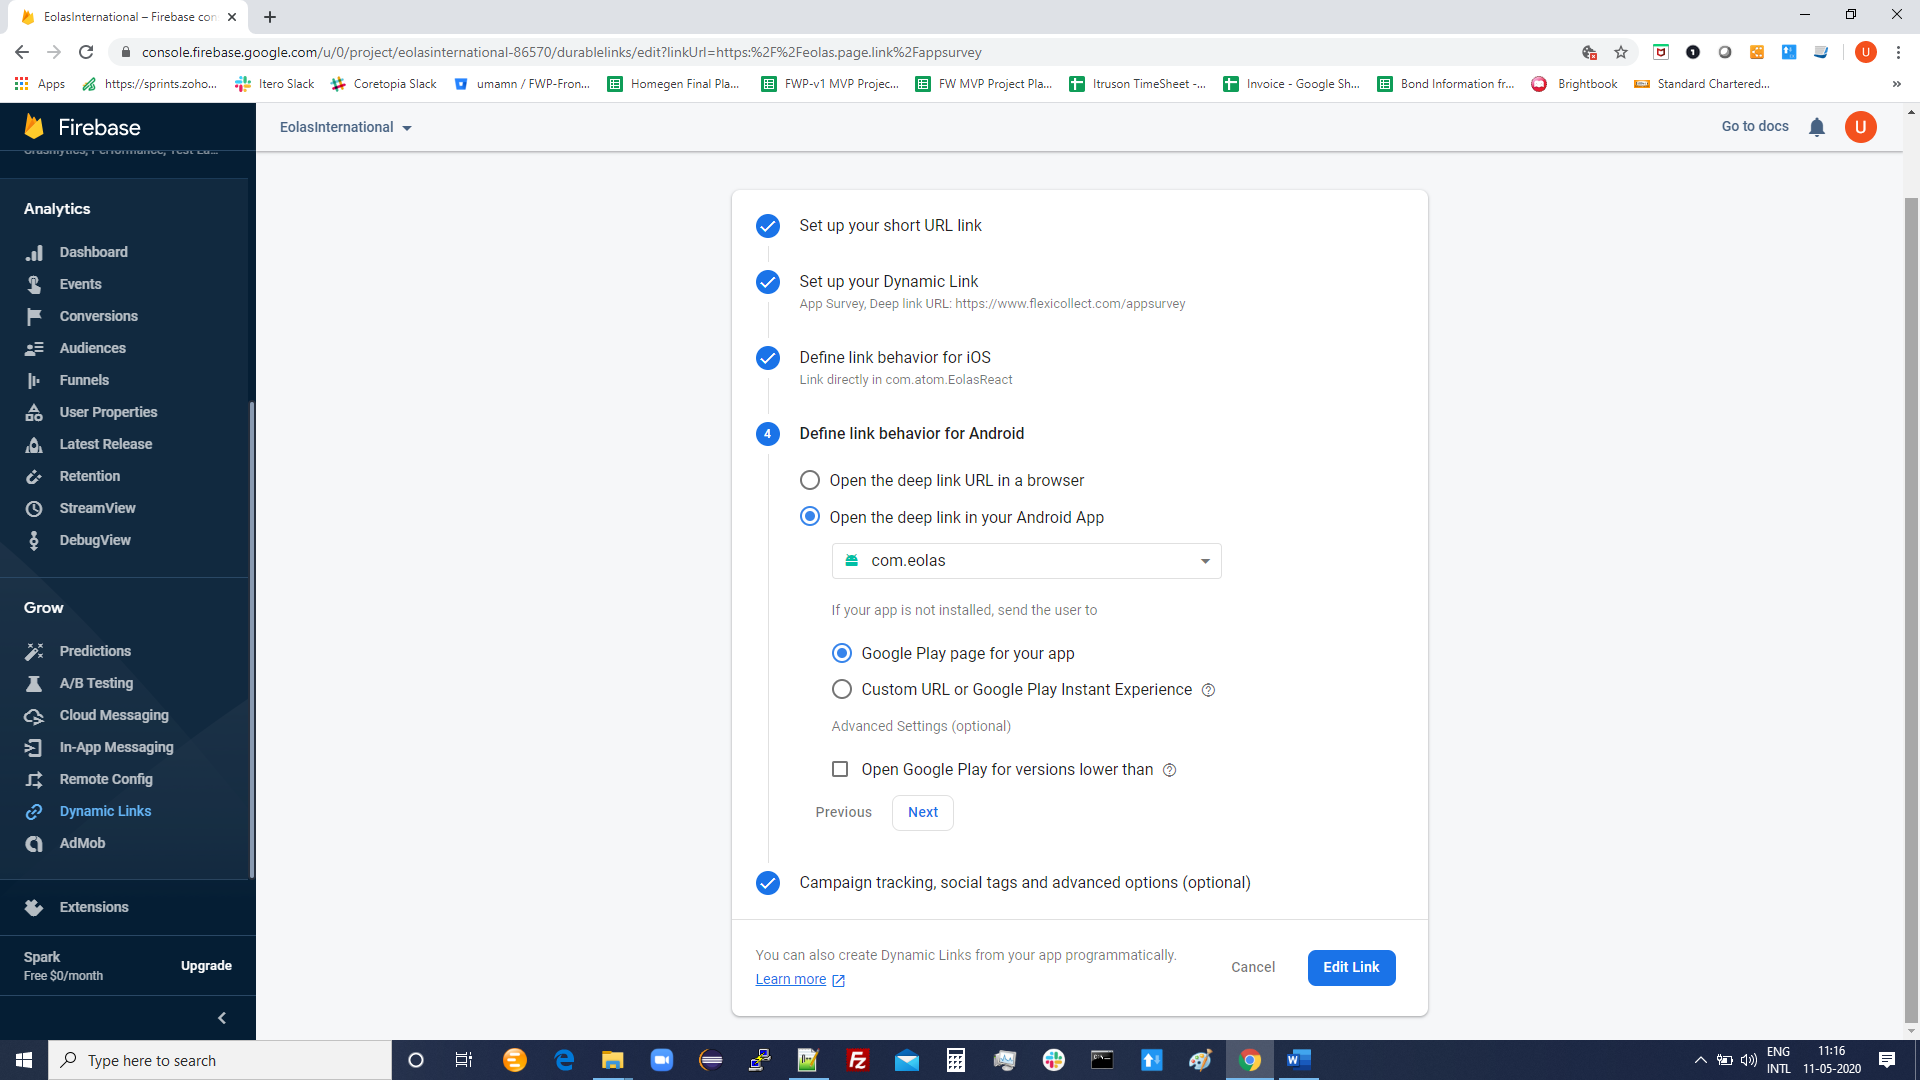 EolasInternational – Firebase con
console.firebase.google.com/u/0/project/eolasinternational-86570/durablelinks/edit?linkUrl=https:%2F%2Feolas.page.link%2Fappsurvey
U
Apps
https://sprints.zoho...
Itero Slack
Coretopia Slack
umamn / FWP-Fron...
Homegen Final Pla...
FWP-v1 MVP Projec...
FW MVP Project Pla...
Itruson TimeSheet -...
Invoice - Google Sh...
Bond Information fr...
Brightbook
Standard Chartered...
»
Firebase
EolasInternational
Go to docs
U
Crashlytics, Performance, Test La...
Analytics
Dashboard
Events
Conversions
Audiences
Funnels
User Properties
Latest Release
Retention
StreamView
DebugView
Grow
Predictions
A/B Testing
Cloud Messaging
In-App Messaging
Remote Config
Dynamic Links
AdMob
Extensions
Spark
Free $0/month
Upgrade
Set up your short URL link
Set up your Dynamic Link
App Survey, Deep link URL: https://www.flexicollect.com/appsurvey
Define link behavior for iOS
Link directly in com.atom.EolasReact
4
Define link behavior for Android
Open the deep link URL in a browser
Open the deep link in your Android App
com.eolas
If your app is not installed, send the user to
Google Play page for your app
Custom URL or Google Play Instant Experience
Advanced Settings (optional)
Open Google Play for versions lower than
Previous
Next
Campaign tracking, social tags and advanced options (optional)
You can also create Dynamic Links from your app programmatically.
Learn more
Cancel
Edit Link
Type here to search
ENG
INTL
11:16
11-05-2020